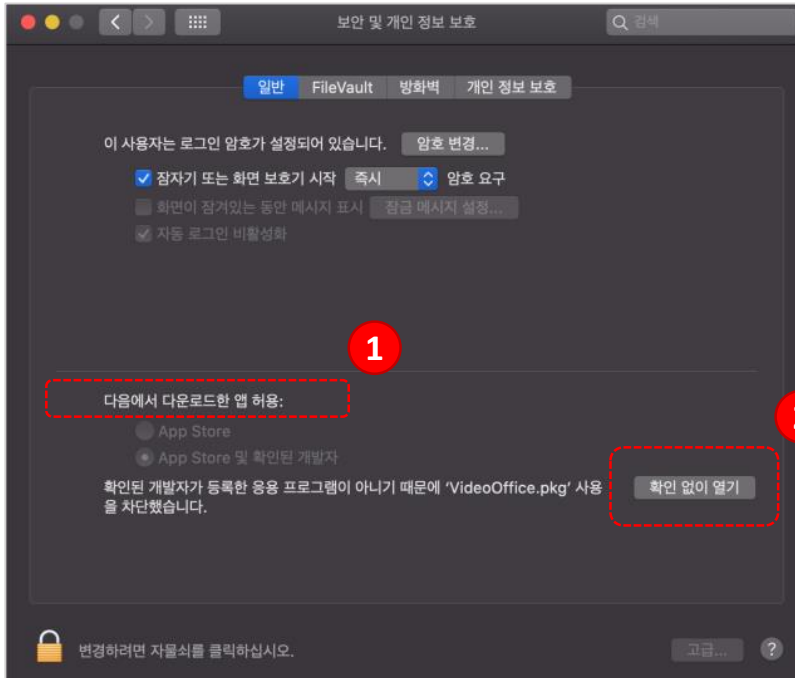 보안 및 개인 정보 보호
검색
일반 FileVault 방화벽 개인 정보 보호
이 사용자는 로그인 암호가 설정되어 있습니다. 암호 변경...
잠자기 또는 화면 보호기 시작 즉시 암호 요구
화면이 잠겨있는 동안 메시지 표시 잠금 메시지 설정...
자동 로그인 비활성화
1
다음에서 다운로드한 앱 허용:
App Store
App Store 및 확인된 개발자
확인된 개발자가 등록한 응용 프로그램이 아니기 때문에 ‘VideoOffice.pkg’ 사용
을 차단했습니다.
확인 없이 열기
변경하려면 자물쇠를 클릭하십시오.
고급... ?